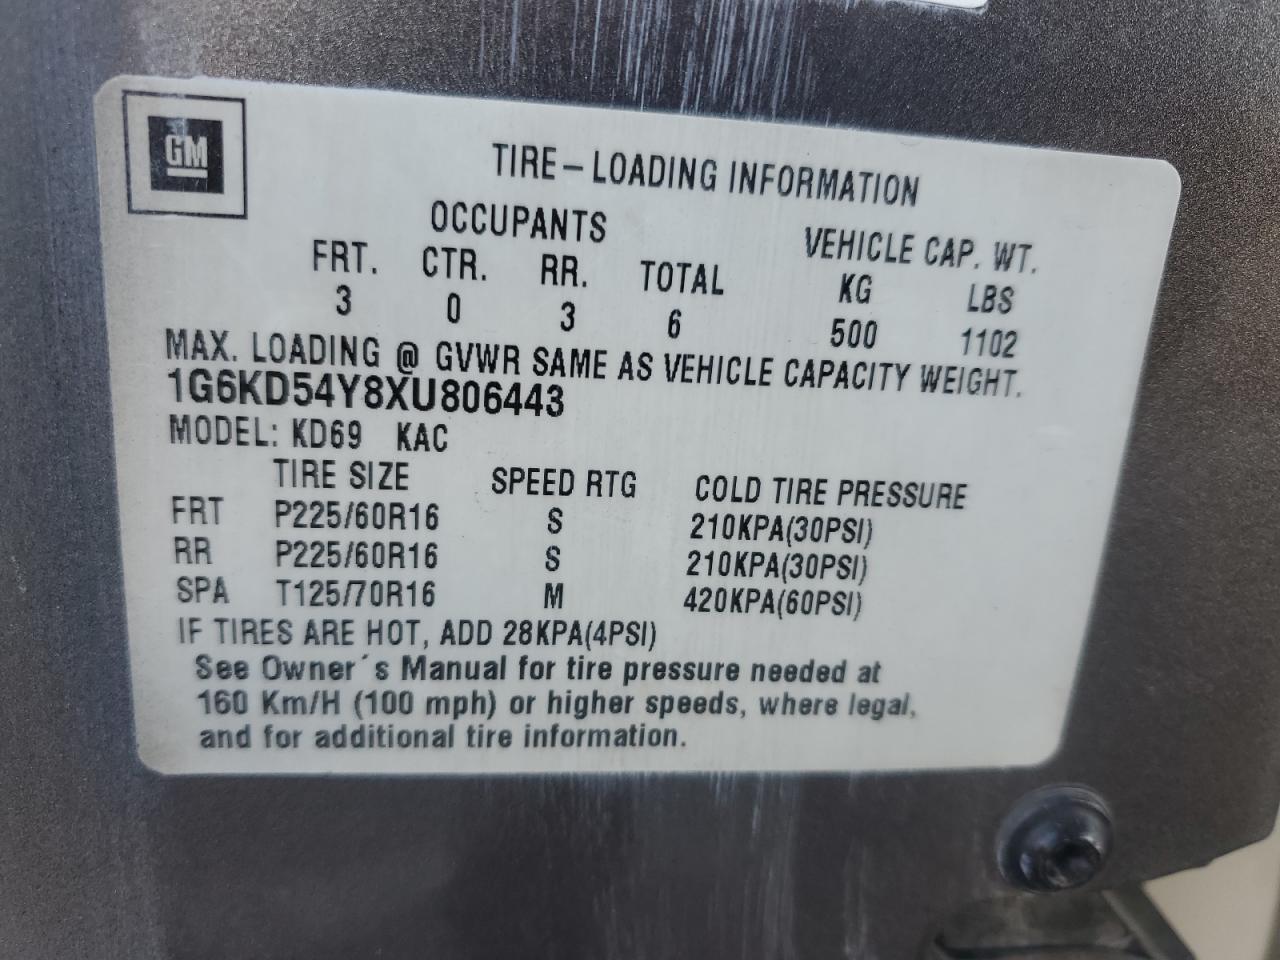 GM
TIRE-LOADING INFORMATION
OCCUPANTS VEHICLE CAP. WT.
FRT. CTR. RR. TOTAL KG LBS
3 0 3 6 500 1102
MAX. LOADING @ GVWR SAME AS VEHICLE CAPACITY WEIGHT.
1G6KD54Y8XU806443
MODEL: KD69 KAC
TIRE SIZE SPEED RTG COLD TIRE PRESSURE
FRT P225/60R16 S 210KPA(30PSI)
RR P225/60R16 S 210KPA(30PSI)
SPA T125/70R16 M 420KPA(60PSI)
IF TIRES ARE HOT, ADD 28KPA(4PSI)
See Owner´s Manual for tire pressure needed at
160 Km/H (100 mph) or higher speeds, where legal,
and for additional tire information.